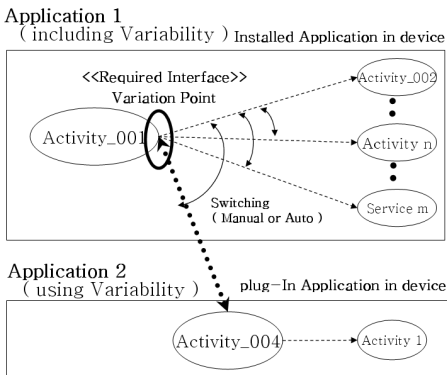 Application 1
( including Variability ) Installed Application in device
<<Required Interface>>
Variation Point
Activity_002
Activity_001
Activity n
Switching
( Manual or Auto )
Service m
Application 2
( using Variability ) plug-In Application in device
Activity_004
Activity 1